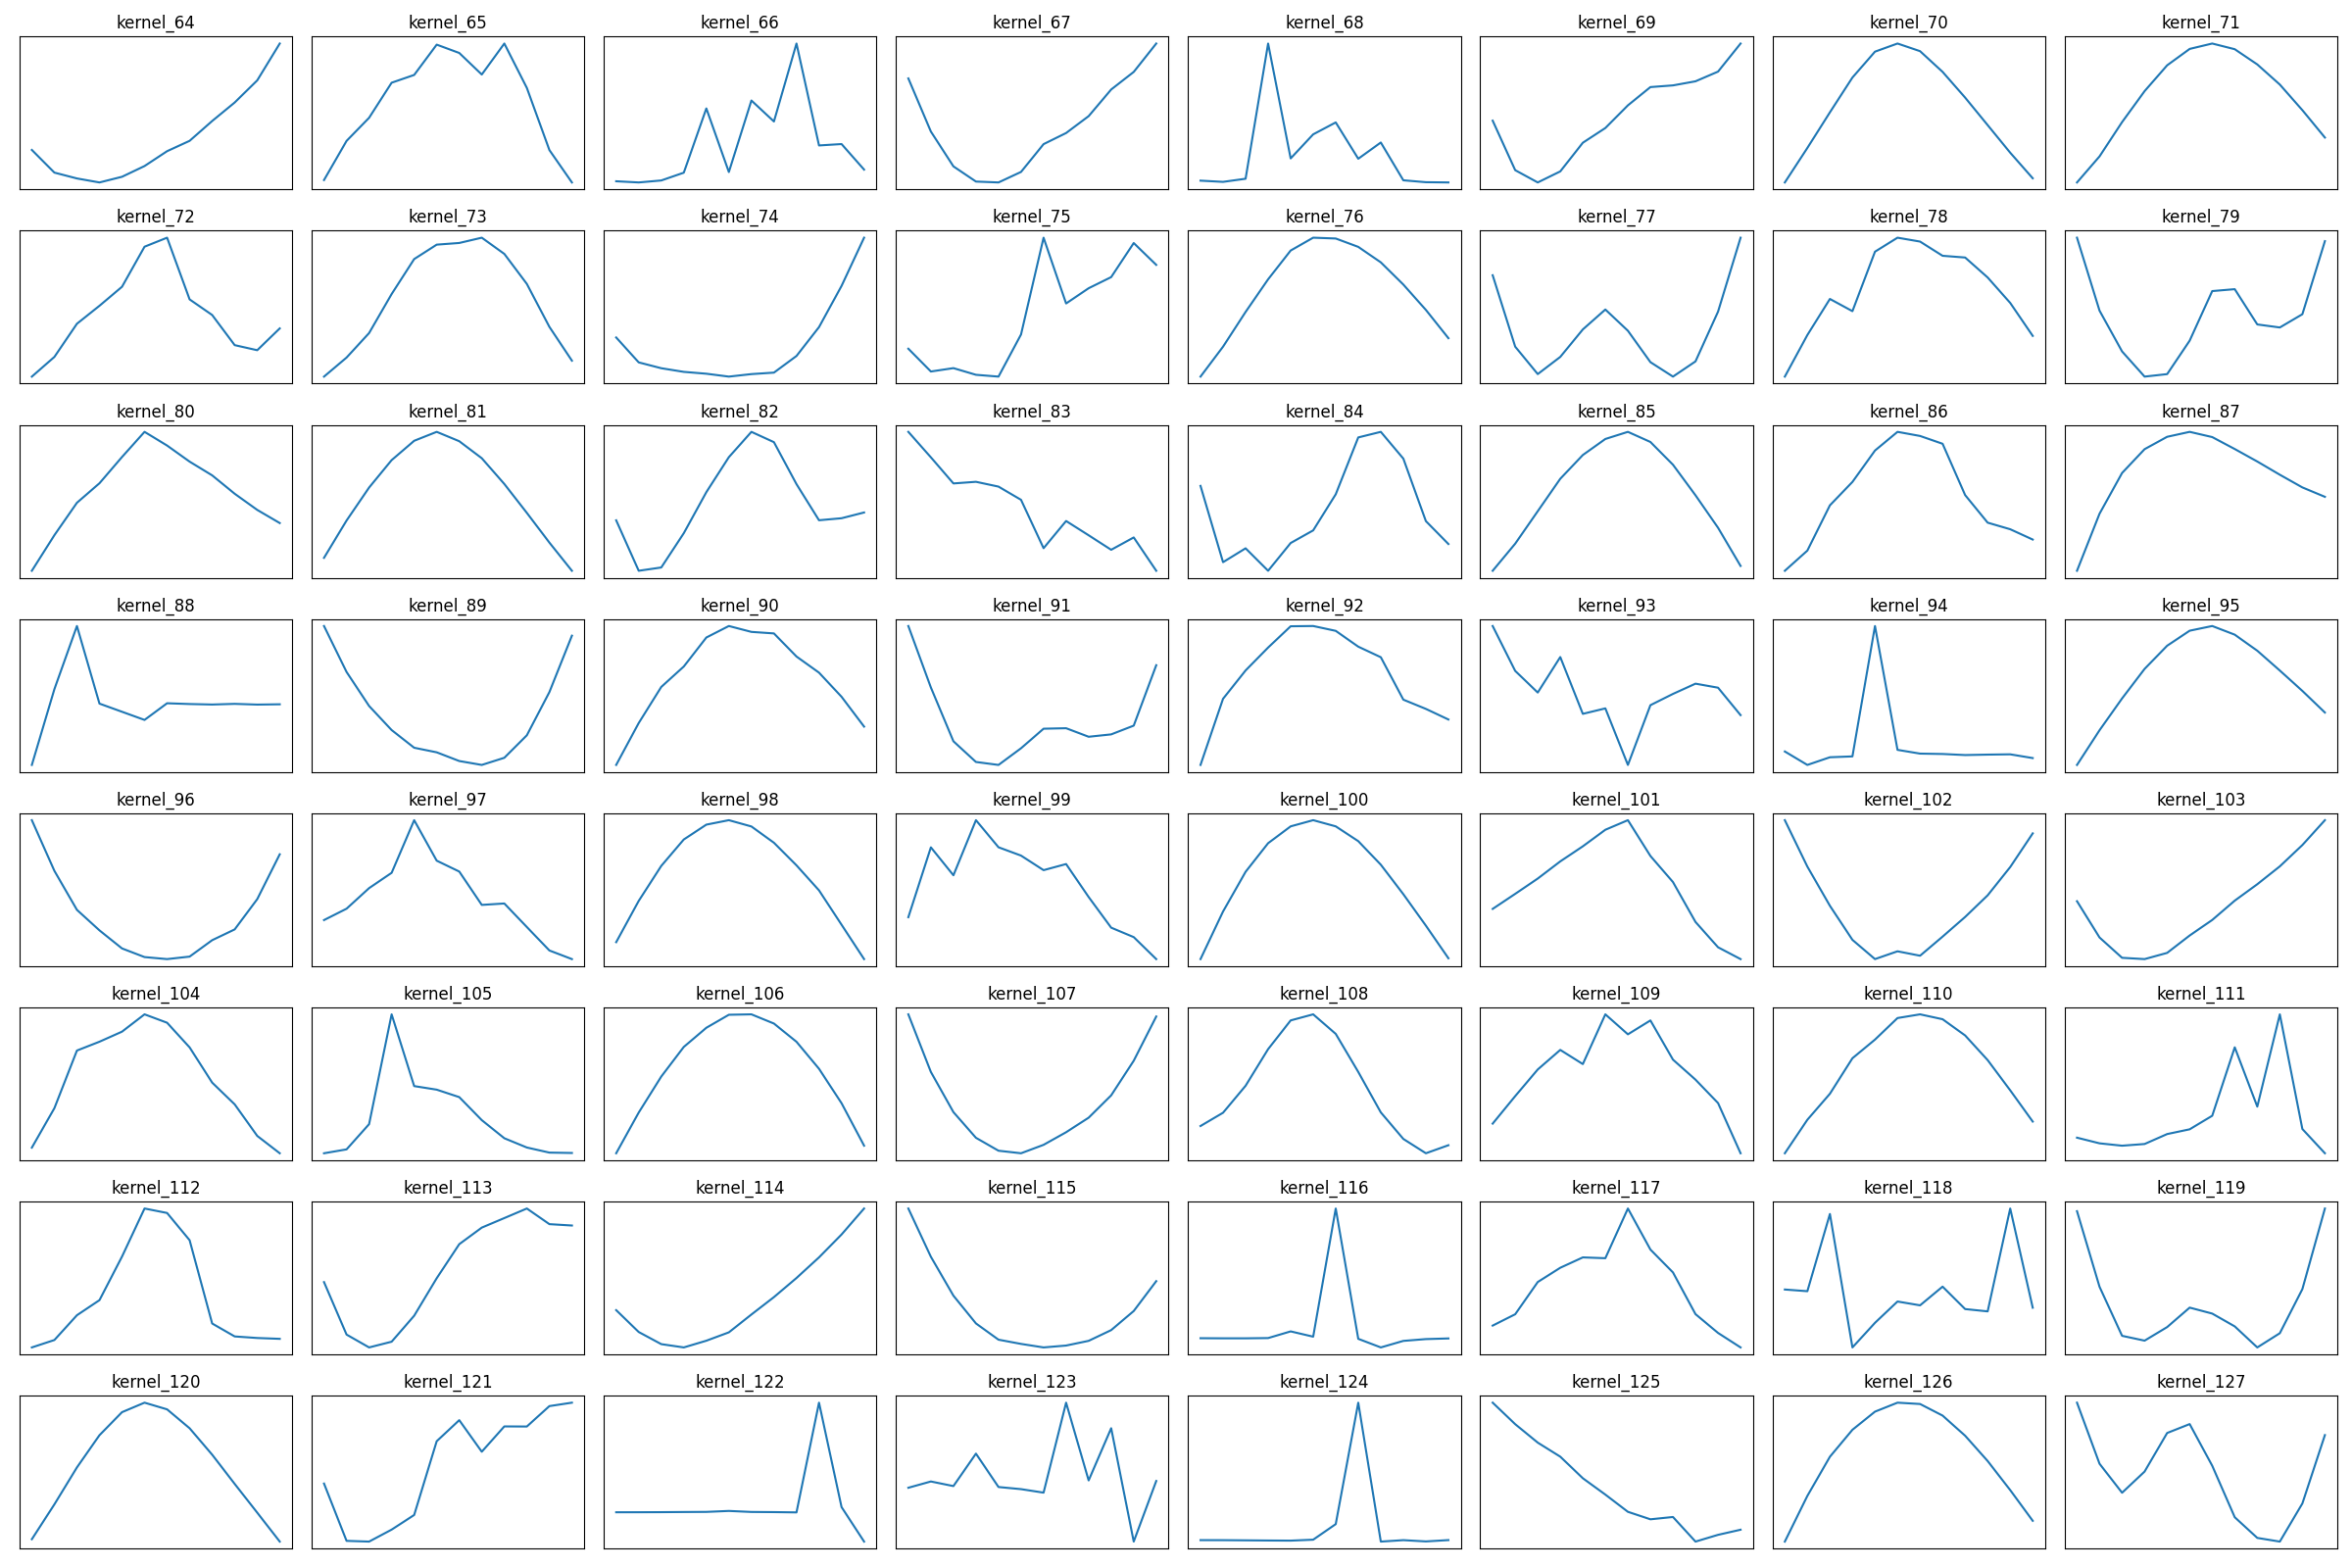 kernel_64 kernel_65 kernel_66 kernel_67 kernel_68 kernel_69 kernel_70 kernel_71
kernel_72 kernel_73 kernel_74 kernel_75 kernel_76 kernel_77 kernel_78 kernel_79
kernel_80 kernel_81 kernel_82 kernel_83 kernel_84 kernel_85 kernel_86 kernel_87
kernel_88 kernel_89 kernel_90 kernel_91 kernel_92 kernel_93 kernel_94 kernel_95
kernel_96 kernel_97 kernel_98 kernel_99 kernel_100 kernel_101 kernel_102 kernel_103
kernel_104 kernel_105 kernel_106 kernel_107 kernel_108 kernel_109 kernel_110 kernel_111
kernel_112 kernel_113 kernel_114 kernel_115 kernel_116 kernel_117 kernel_118 kernel_119
kernel_120 kernel_121 kernel_122 kernel_123 kernel_124 kernel_125 kernel_126 kernel_127